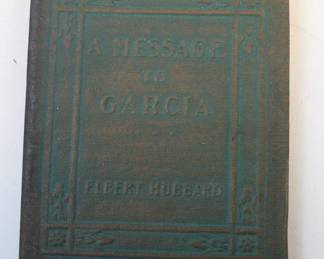 A MESSAGE
TO
GARCIA
ELBERT HUBBARD